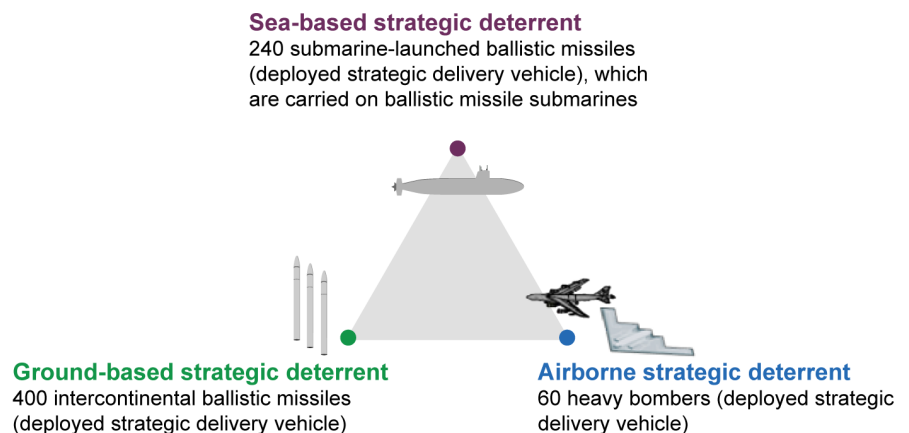 Sea-based strategic deterrent
240 submarine-launched ballistic missiles
(deployed strategic delivery vehicle), which
are carried on ballistic missile submarines
Ground-based strategic deterrent
400 intercontinental ballistic missiles
(deployed strategic delivery vehicle)
Airborne strategic deterrent
60 heavy bombers (deployed strategic
delivery vehicle)